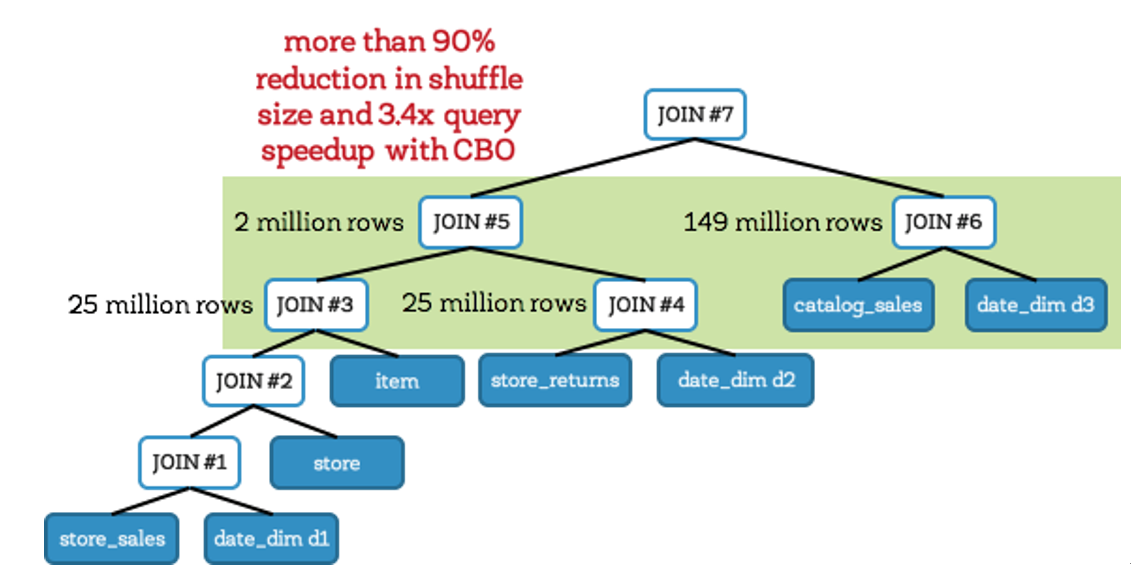 more than 90%
reduction in shuffle
size and 3.4x query
speedup with CBO
JOIN #7
2 million rows
JOIN #5
149 million rows
JOIN #6
25 million rows
JOIN #3
25 million rows
JOIN #4
catalog_sales
date_dim d3
JOIN #2
item
store_returns
date_dim d2
JOIN #1
store
store_sales
date_dim d1